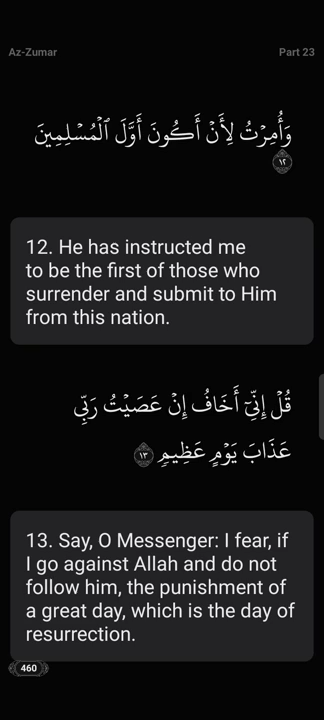 Az-Zumar
Part 23
وَأُمِرۡتُ لِأَنۡ أَكُونَ أَوَّلَ ٱلۡمُسۡلِمِينَ
١٢
12. He has instructed me
to be the first of those who
surrender and submit to Him
from this nation.
قُلۡ إِنِّيٓ أَخَافُ إِنۡ عَصَيۡتُ رَبِّي
عَذَابَ يَوۡمٍ عَظِيمٖ ١٣
13. Say, O Messenger: I fear, if
I go against Allah and do not
follow him, the punishment of
a great day, which is the day of
resurrection.
460